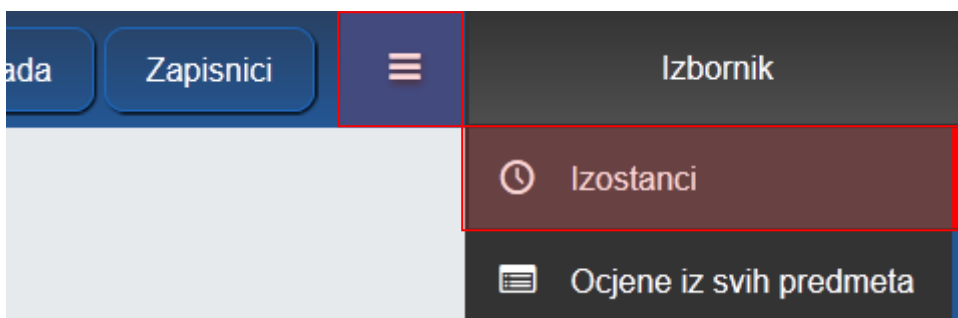 ada
Zapisnici
Izbornik
Izostanci
Ocjene iz svih predmeta